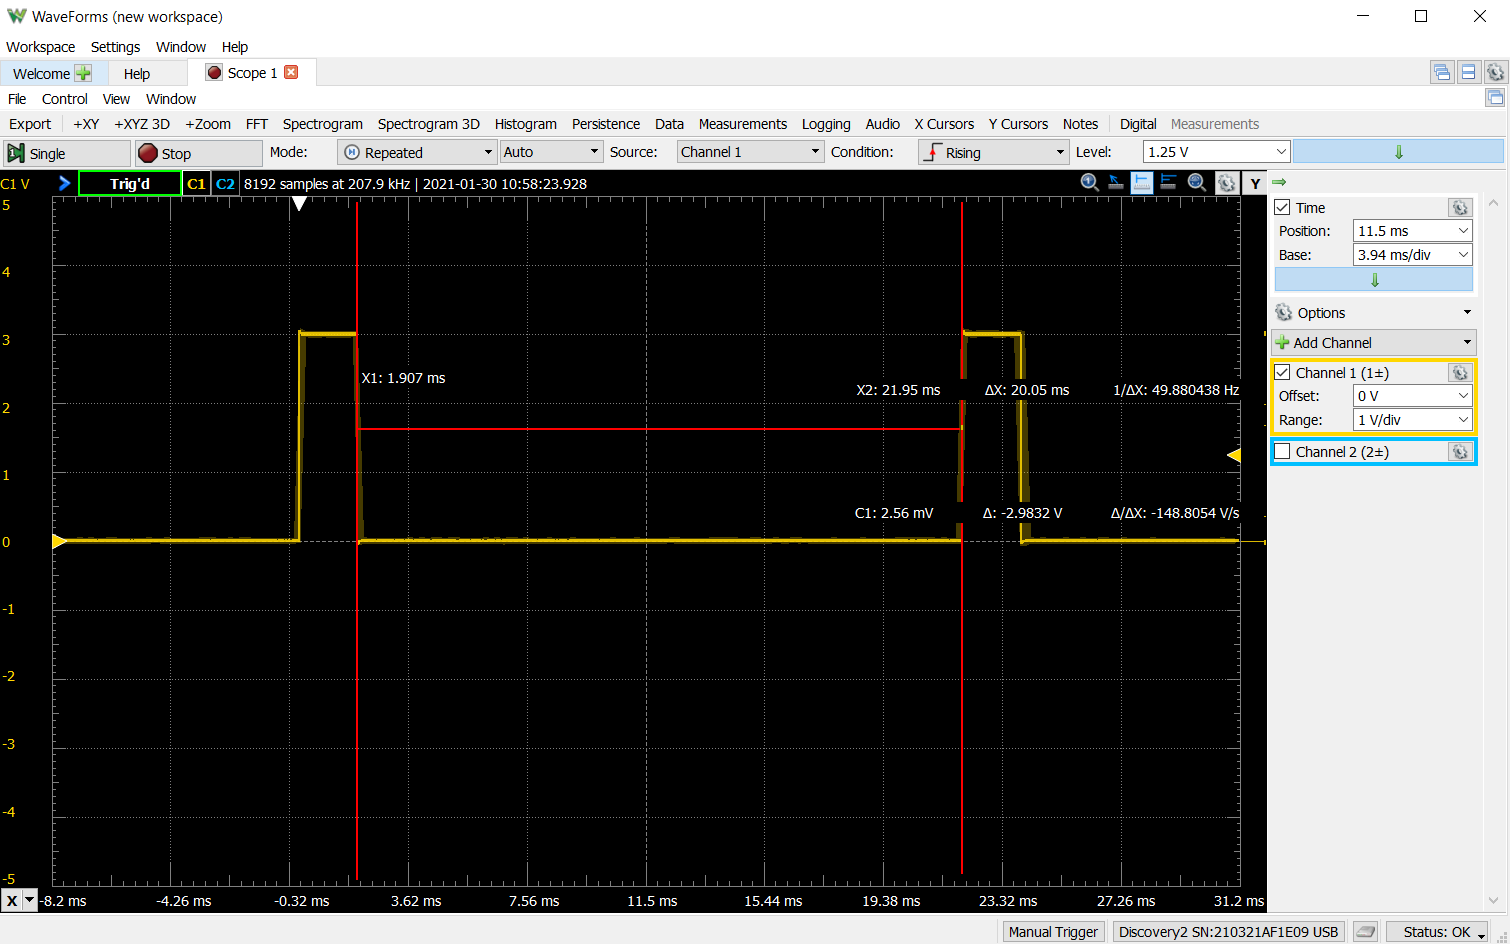 WaveForms (new workspace)
Workspace Settings Window Help
Welcome Help Scope 1
File Control View Window
Export +XY +XYZ 3D +Zoom FFT Spectrogram Spectrogram 3D Histogram Persistence Data Measurements Logging Audio X Cursors Y Cursors Notes Digital Measurements
Single Stop Mode: Repeated Auto Source: Channel 1 Condition: Rising Level: 1.25 V
C1 V Trig'd C1 C2 8192 samples at 207.9 kHz | 2021-01-30 10:58:23.928 Y
5
4
3
2
1
0
-1
-2
-3
-4
-5
X1: 1.907 ms
X2: 21.95 ms ΔX: 20.05 ms 1/ΔX: 49.880438 Hz
C1: 2.56 mV Δ: -2.9832 V Δ/ΔX: -148.8054 V/s
X -8.2 ms -4.26 ms -0.32 ms 3.62 ms 7.56 ms 11.5 ms 15.44 ms 19.38 ms 23.32 ms 27.26 ms 31.2 ms
Time
Position: 11.5 ms
Base: 3.94 ms/div
Options
Add Channel
Channel 1 (1±)
Offset: 0 V
Range: 1 V/div
Channel 2 (2±)
Manual Trigger Discovery2 SN:210321AF1E09 USB Status: OK